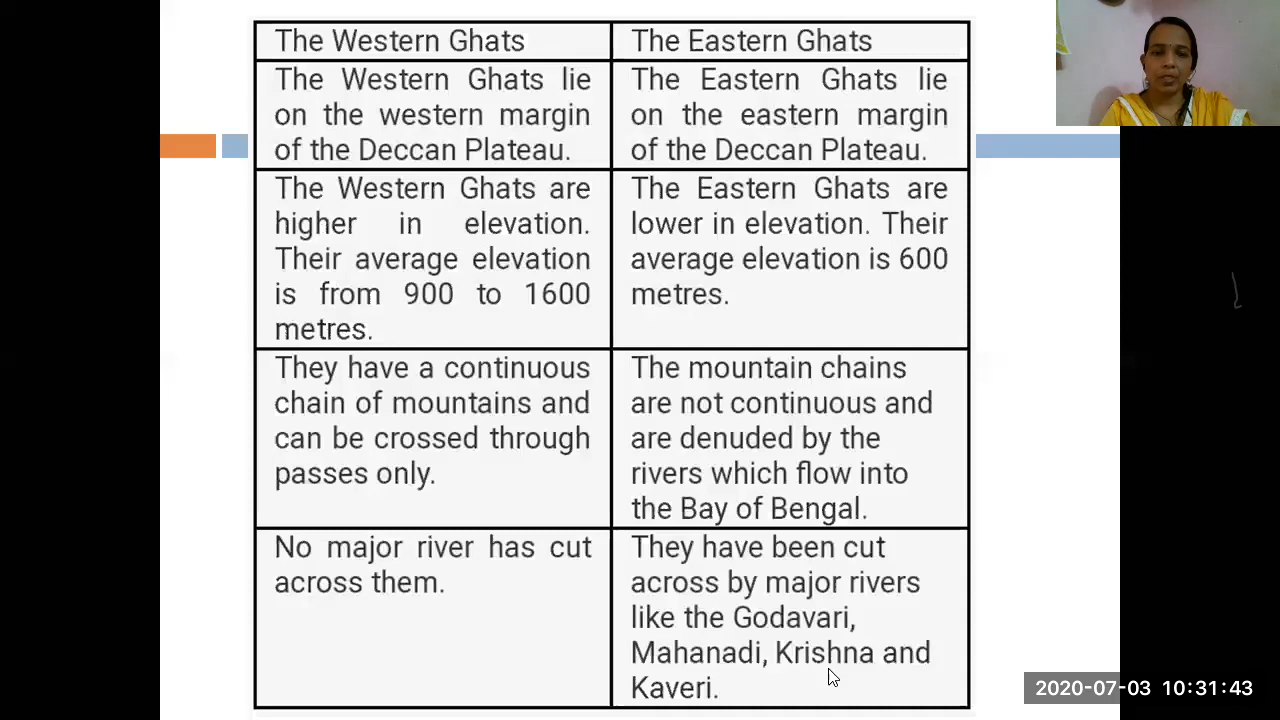 The Western Ghats
The Eastern Ghats
The Western Ghats lie
on the western margin
of the Deccan Plateau.
The Eastern Ghats lie
on the eastern margin
of the Deccan Plateau.
The Western Ghats are
higher in elevation.
Their average elevation
is from 900 to 1600
metres.
The Eastern Ghats are
lower in elevation. Their
average elevation is 600
metres.
They have a continuous
chain of mountains and
can be crossed through
passes only.
The mountain chains
are not continuous and
are denuded by the
rivers which flow into
the Bay of Bengal.
No major river has cut
across them.
They have been cut
across by major rivers
like the Godavari,
Mahanadi, Krishna and
Kaveri.
2020-07-03 10:31:43